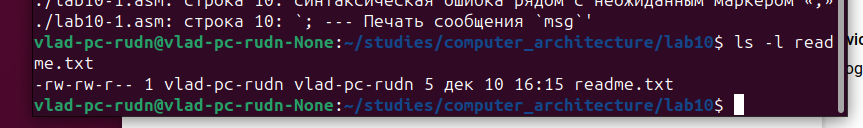 ./lab10-1.asm: строка 10: синтаксическая ошибка рядом с неожиданным маркером «;»
./lab10-1.asm: строка 10: `; --- Печать сообщения `msg`'
vlad-pc-rudn@vlad-pc-rudn-None:~/studies/computer_architecture/lab10$ ls -l read
me.txt
-rw-rw-r-- 1 vlad-pc-rudn vlad-pc-rudn 5 дек 10 16:15 readme.txt
vlad-pc-rudn@vlad-pc-rudn-None:~/studies/computer_architecture/lab10$